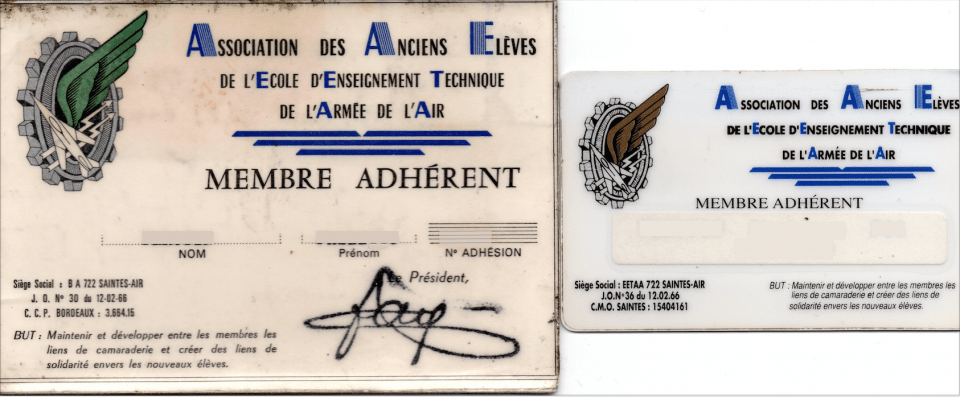 ASSOCIATION DES ANCIENS ELÈVES
DE L'ECOLE D'ENSEIGNEMENT TECHNIQUE
DE L'ARMÉE DE L'AIR
MEMBRE ADHÉRENT
NOM Prénom N° ADHÉSION
Président,
Siège Social : B A 722 SAINTES-AIR
J. O. N° 30 du 12-02-66
C. C. P. BORDEAUX : 3.664.15
BUT : Maintenir et développer entre les membres les
liens de camaraderie et créer des liens de
solidarité envers les nouveaux élèves.
ASSOCIATION DES ANCIENS ELÈVES
DE L'ECOLE D'ENSEIGNEMENT TECHNIQUE
DE L'ARMÉE DE L'AIR
MEMBRE ADHÉRENT
Siège Social : EETAA 722 SAINTES-AIR
J.O.N°36 du 12.02.66
C.M.O. SAINTES : 15404161
BUT : Maintenir et développer entre les membres les
liens de camaraderie et créer des liens de
solidarité envers les nouveaux élèves.